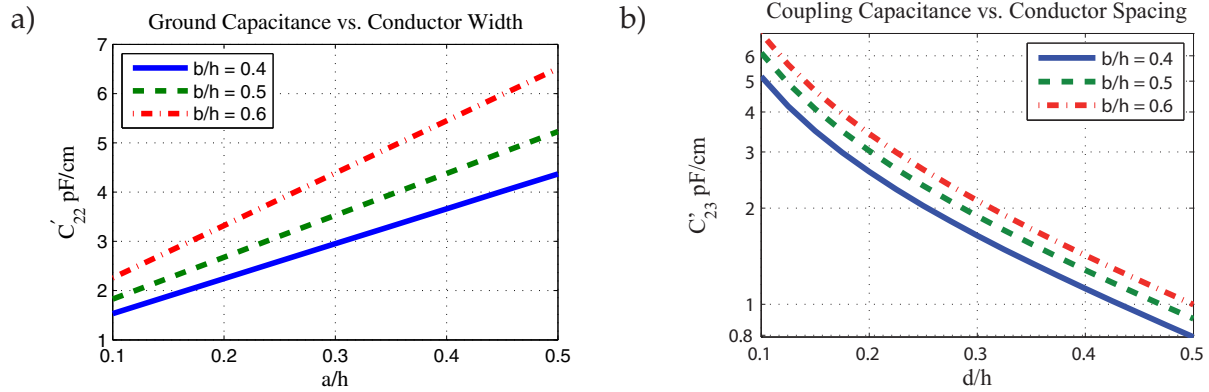 a)
Ground Capacitance vs. Conductor Width
7
6
5
4
3
2
1
C′22 pF/cm
b/h = 0.4
b/h = 0.5
b/h = 0.6
0.1 0.2 0.3 0.4 0.5
a/h
b)
Coupling Capacitance vs. Conductor Spacing
6
5
4
3
2
1
0.8
C’23 pF/cm
b/h = 0.4
b/h = 0.5
b/h = 0.6
0.1 0.2 0.3 0.4 0.5
d/h